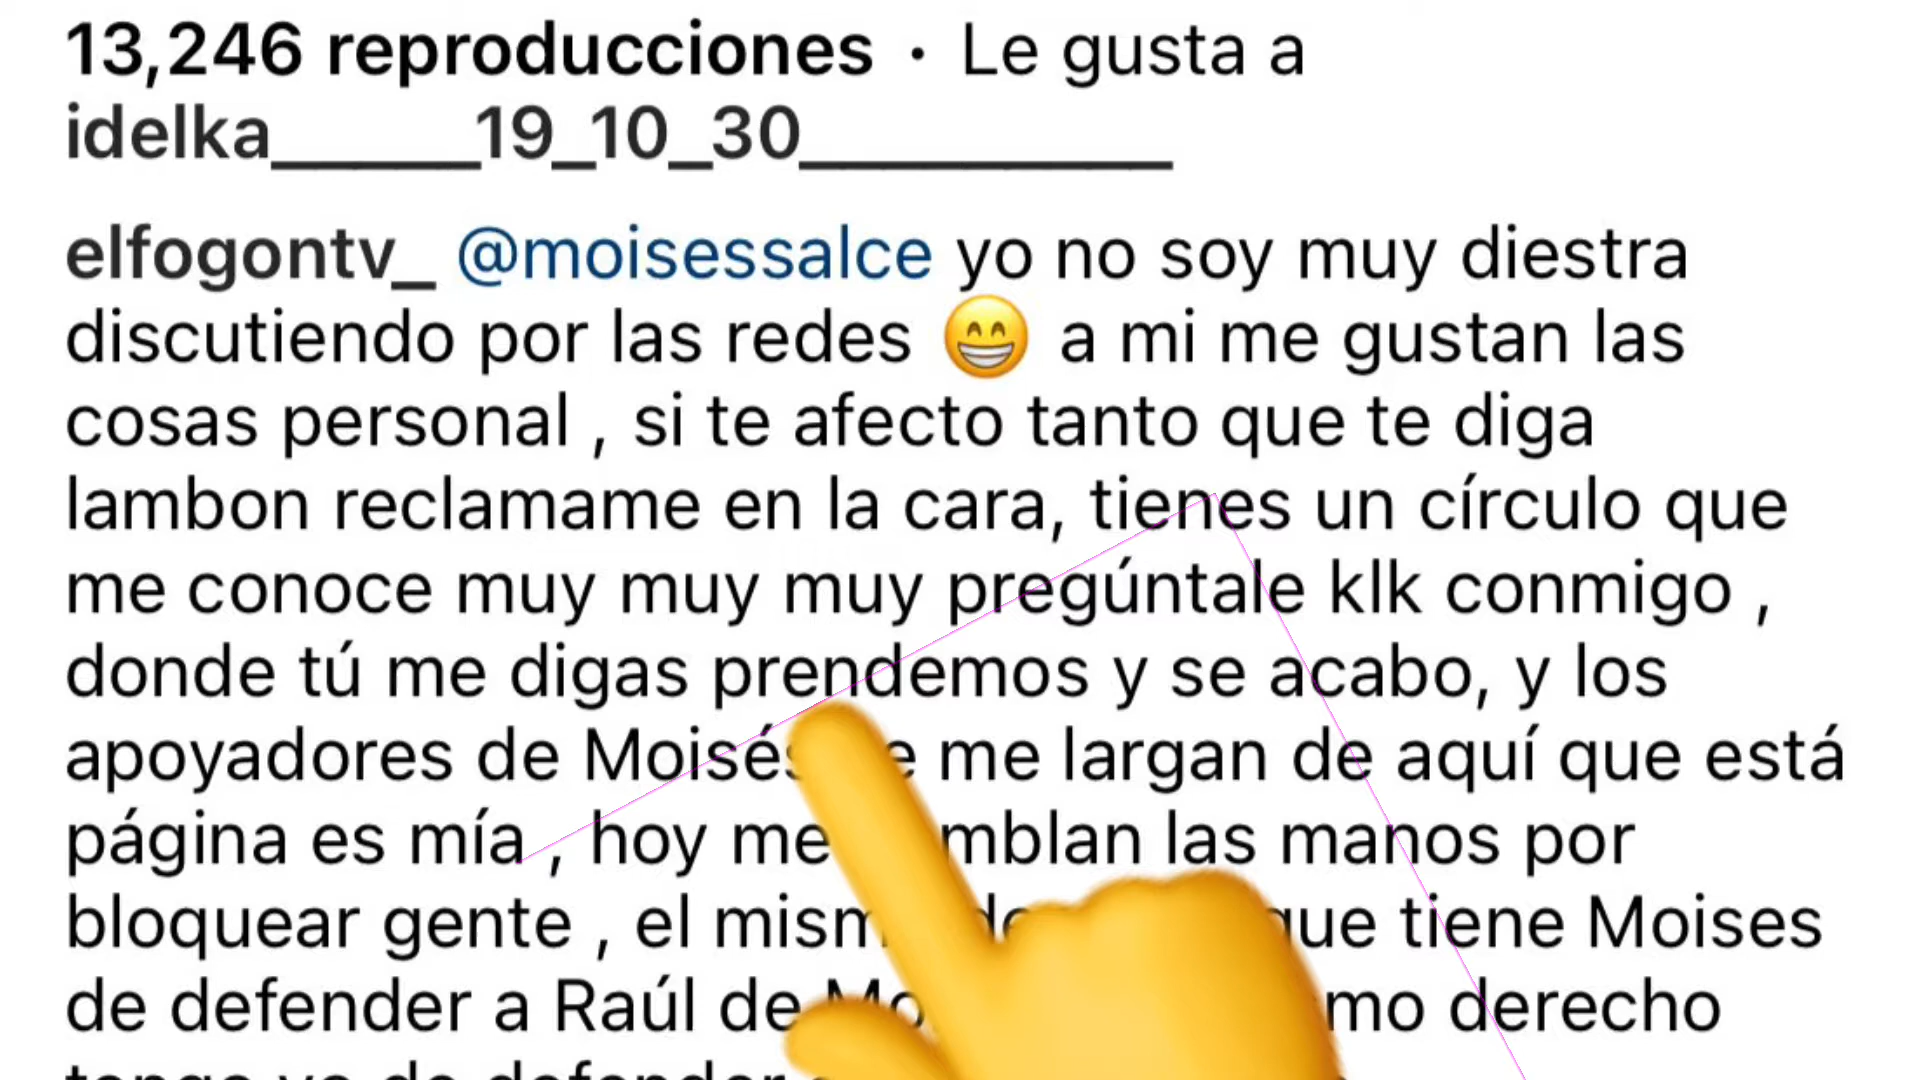 13,246 reproducciones · Le gusta a
idelka_____19_10_30_________
elfogontv_ @moisessalce yo no soy muy diestra
discutiendo por las redes 😁 a mi me gustan las
cosas personal , si te afecto tanto que te diga
lambon reclamame en la cara, tienes un círculo que
me conoce muy muy muy pregúntale klk conmigo ,
donde tú me digas prendemos y se acabo, y los
apoyadores de Moisés me largan de aquí que está
página es mía , hoy me las manos por
bloquear gente , el que tiene Moises
de defender a Raúl de derecho